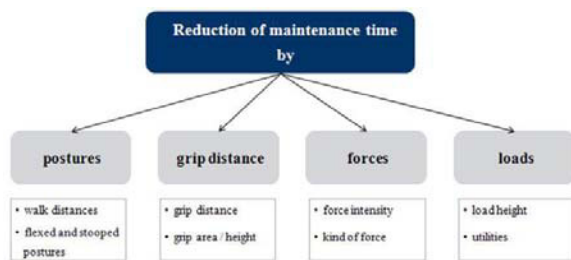 Reduction of maintenance time
by
postures
grip distance
forces
loads
• walk distances
• flexed and stooped
postures
• grip distance
• grip area / height
• force intensity
• kind of force
• load height
• utilities